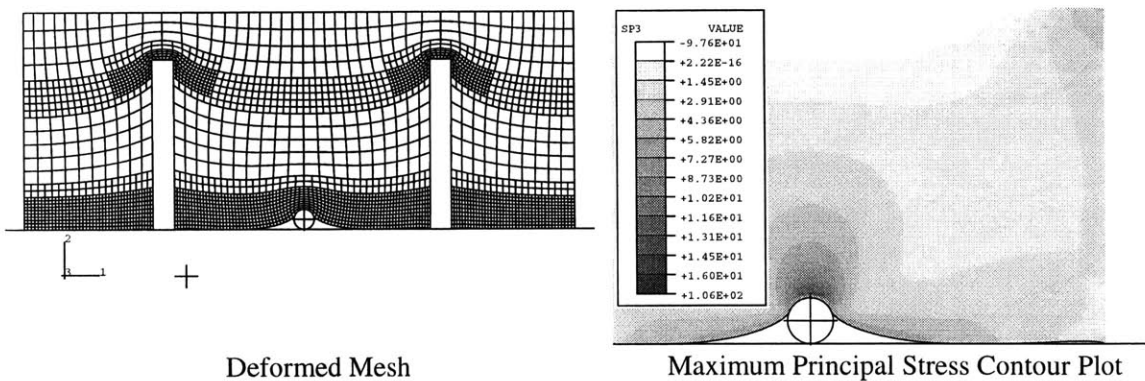 2
3
1
SP3 VALUE
-9.76E+01
+2.22E-16
+1.45E+00
+2.91E+00
+4.36E+00
+5.82E+00
+7.27E+00
+8.73E+00
+1.02E+01
+1.16E+01
+1.31E+01
+1.45E+01
+1.60E+01
+1.06E+02
Deformed Mesh
Maximum Principal Stress Contour Plot